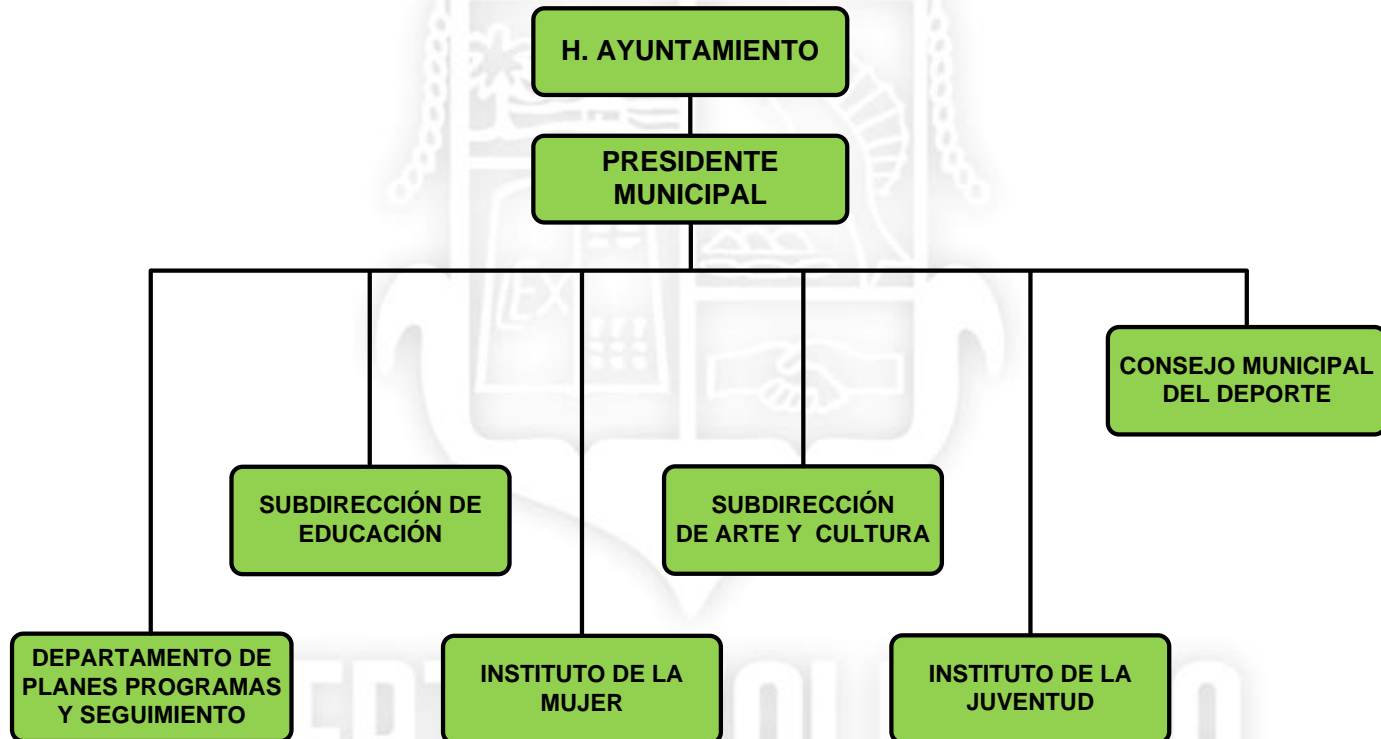 H. AYUNTAMIENTO
PRESIDENTE
MUNICIPAL
CONSEJO MUNICIPAL
DEL DEPORTE
SUBDIRECCIÓN DE
EDUCACIÓN
SUBDIRECCIÓN
DE ARTE Y CULTURA
DEPARTAMENTO DE
PLANES PROGRAMAS
Y SEGUIMIENTO
INSTITUTO DE LA
MUJER
INSTITUTO DE LA
JUVENTUD
LEX